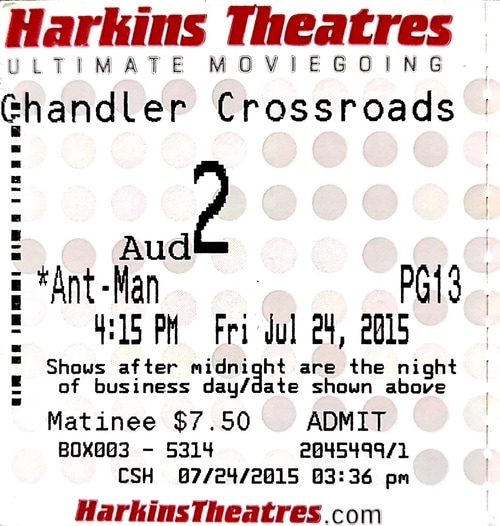 Harkins Theatres
ULTIMATE MOVIEGOING
Chandler Crossroads
Aud 2
*Ant-Man PG13
4:15 PM Fri Jul 24, 2015
Shows after midnight are the night
of business day/date shown above
Matinee $7.50 ADMIT
BOX003 - 5314 2045499/1
CSH 07/24/2015 03:36 pm
HarkinsTheatres.com